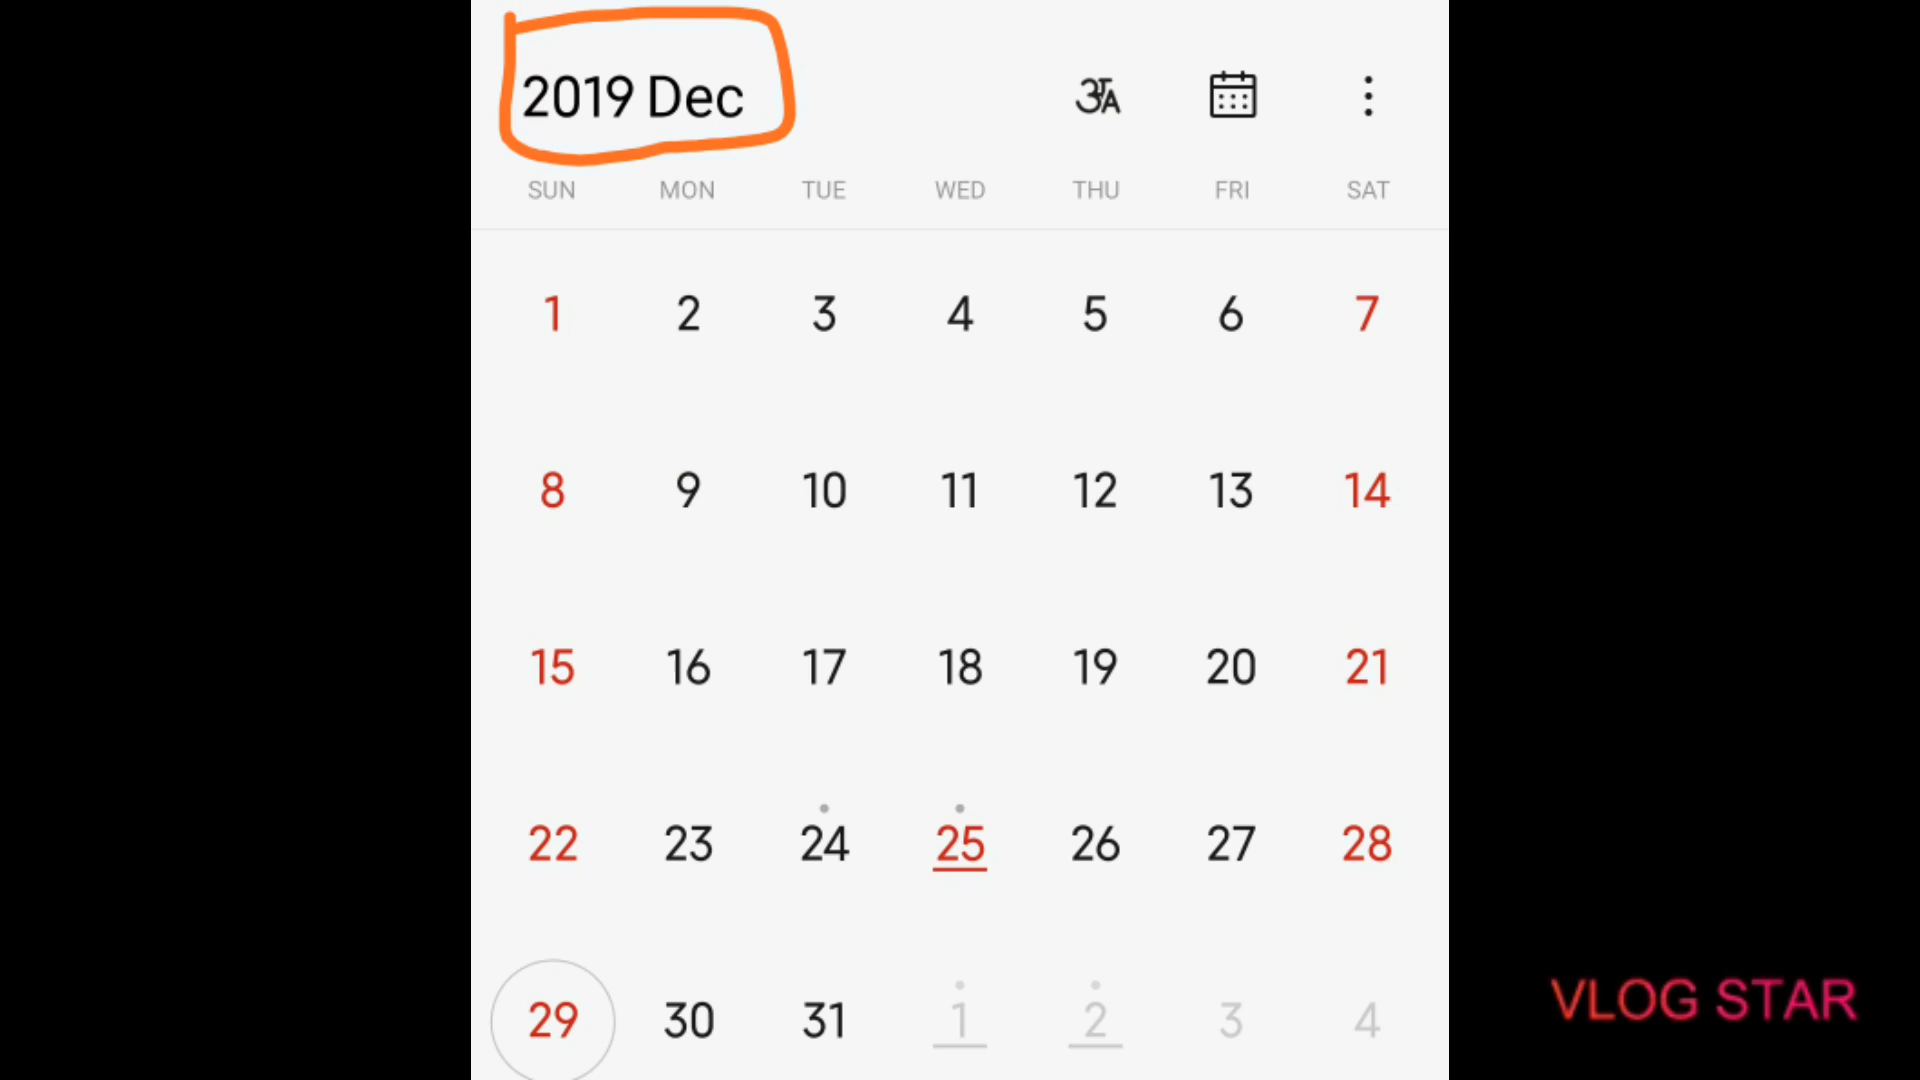 2019 Dec
SUN MON TUE WED THU FRI SAT
1 2 3 4 5 6 7
8 9 10 11 12 13 14
15 16 17 18 19 20 21
22 23 24 25 26 27 28
29 30 31 1 2 3 4
VLOG STAR